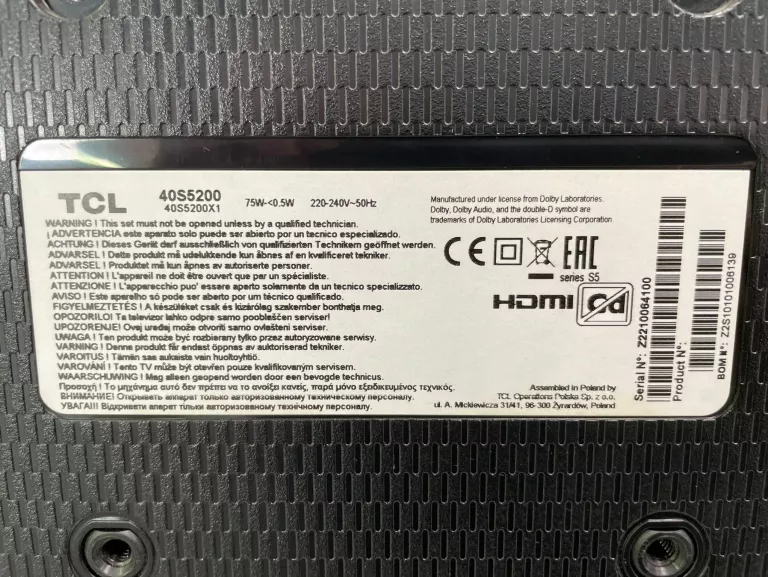 TCL
40S5200
40S5200X1
75W-<0.5W 220-240V~50Hz
Manufactured under license from Dolby Laboratories.
Dolby, Dolby Audio, and the double-D symbol are
trademarks of Dolby Laboratories Licensing Corporation.
WARNING ! This set must not be opened unless by a qualified technician.
¡ ADVERTENCIA este aparato solo puede ser abierto por un tecnico especializado.
ACHTUNG ! Dieses Gerät darf ausschließlich von qualifizierten Technikern geöffnet werden.
ADVARSEL ! Dette produkt må udelukkende kun åbnes af en kvalificeret tekniker.
ADVARSEL ! Produktet må kun åpnes av autoriserte personer.
ATTENTION ! L'appareil ne doit être ouvert que par un spécialiste.
ATTENZIONE ! L'apparecchio puo' essere aperto solamente da un tecnico specializzato.
AVISO ! Este aparelho só pode ser aberto por um técnico qualificado.
FIGYELMEZTETÉS ! A készüléket csak és kizárólag szakember bonthatja meg.
OPOZORILO! Ta televizor lahko odpre samo pooblaščen serviser!
UPOZORENJE! Ovaj uređaj može otvoriti samo ovlašteni serviser.
UWAGA ! Ten produkt może być rozbierany tylko przez autoryzowane serwisy.
VARNING ! Denna produkt får endast öppnas av auktoriserad tekniker.
VAROITUS ! Tämän saa aukaista vain huoltoyhtiö.
VAROVÁNÍ ! Tento TV může být otevřen pouze kvalifikovaným servisem.
WAARSCHUWING ! Mag alleen geopend worden door een bevoegde technicus.
Προσοχή ! Το μηχάνημα αυτό δεν πρέπει να το ανοίξει κανείς, παρά μόνο εξειδικευμένος τεχνικός.
ВНИМАНИЕ! Открывать аппарат только авторизованному техническому персоналу.
УВАГА!!! Відкривати апарат тільки авторизованому технічному персоналу.
CE
EAC
series S5
HDMI
Assembled in Poland by
TCL Operations Polska Sp. z o.o.
ul. A. Mickiewicza 31/41, 96-300 Żyrardów, Poland
Serial N°: Z2210064100
Product N°:
BOM N°: Z2S10101006139